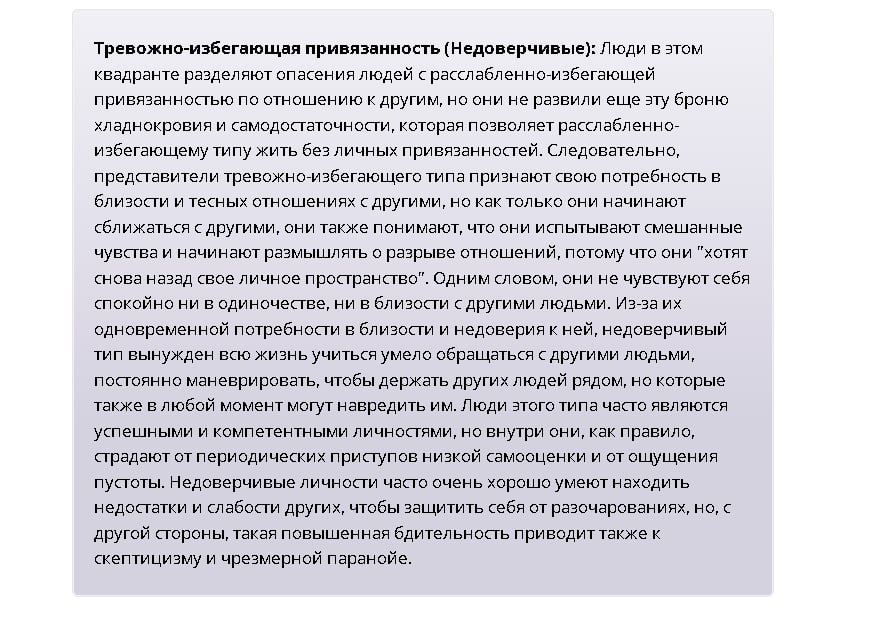 Тревожно-избегающая привязанность (Недоверчивые): Люди в этом
квадранте разделяют опасения людей с расслабленно-избегающей
привязанностью по отношению к другим, но они не развили еще эту броню
хладнокровия и самодостаточности, которая позволяет расслабленно-
избегающему типу жить без личных привязанностей. Следовательно,
представители тревожно-избегающего типа признают свою потребность в
близости и тесных отношениях с другими, но как только они начинают
сближаться с другими, они также понимают, что они испытывают смешанные
чувства и начинают размышлять о разрыве отношений, потому что они "хотят
снова назад свое личное пространство". Одним словом, они не чувствуют себя
спокойно ни в одиночестве, ни в близости с другими людьми. Из-за их
одновременной потребности в близости и недоверия к ней, недоверчивый
тип вынужден всю жизнь учиться умело обращаться с другими людьми,
постоянно маневрировать, чтобы держать других людей рядом, но которые
также в любой момент могут навредить им. Люди этого типа часто являются
успешными и компетентными личностями, но внутри они, как правило,
страдают от периодических приступов низкой самооценки и от ощущения
пустоты. Недоверчивые личности часто очень хорошо умеют находить
недостатки и слабости других, чтобы защитить себя от разочарованиях, но, с
другой стороны, такая повышенная бдительность приводит также к
скептицизму и чрезмерной паранойе.